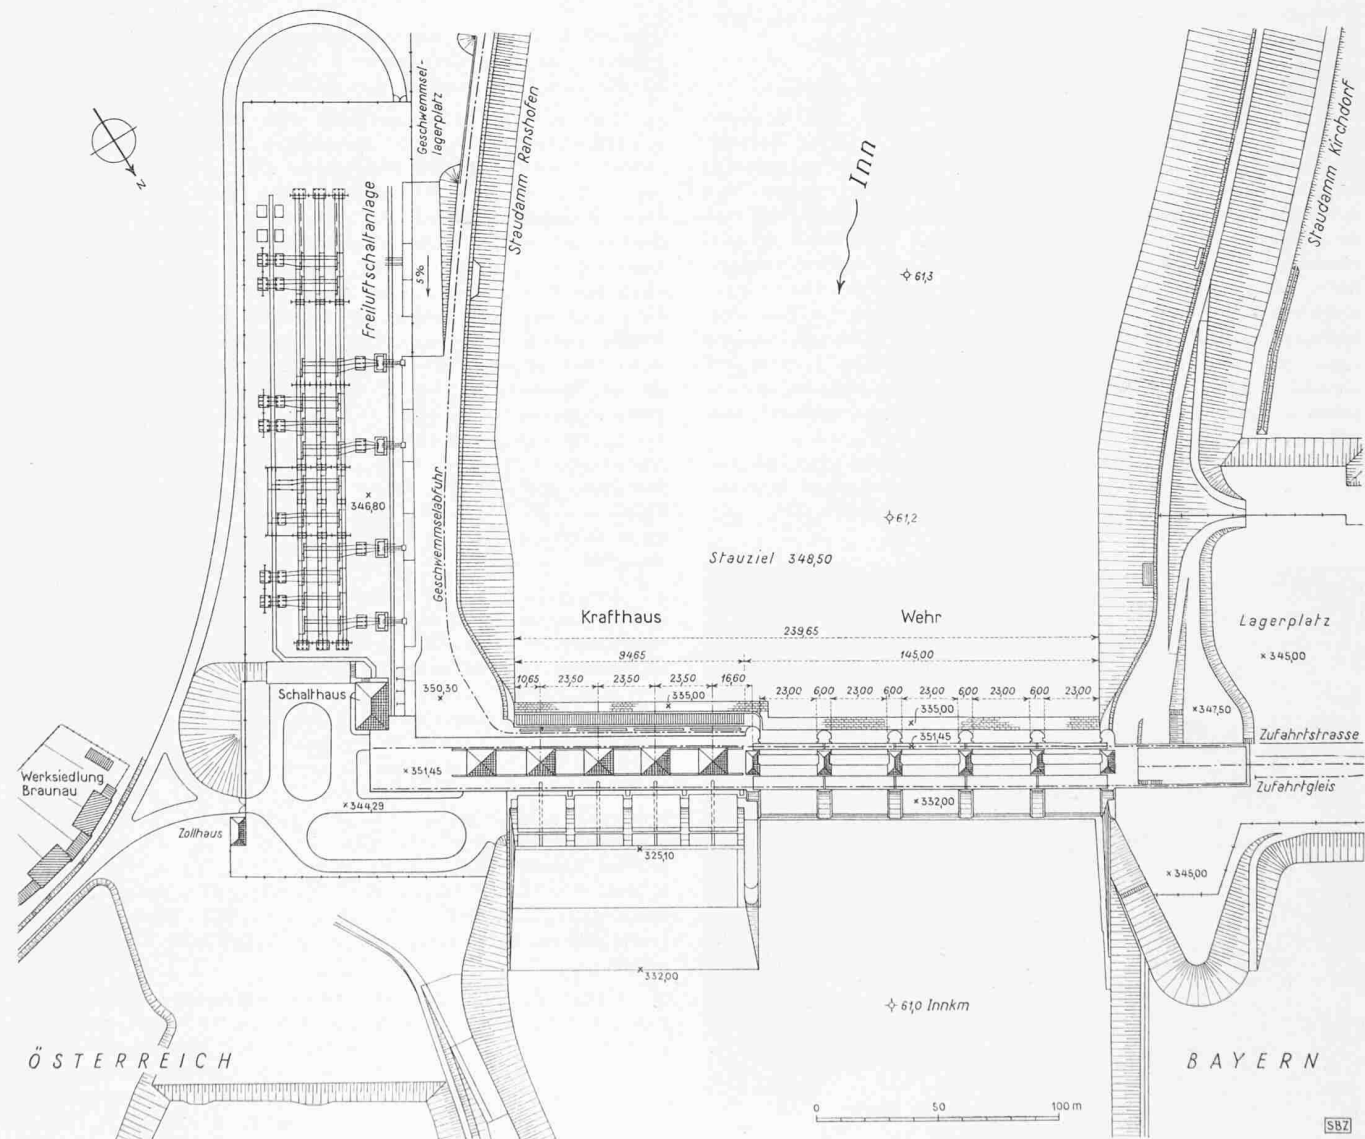 Geschwemmsel-
lagerplatz
Staudamm Ranshofen
Inn
Staudamm Kirchdorf
N
Freiluftschaltanlage
5%
61,3
346,80
Geschwemmselabfuhr
61,2
Stauziel 348,50
Krafthaus
Wehr
239,65
Lagerplatz
345,00
94,65
145,00
10,65
23,50
23,50
23,50
16,60
23,00
6,00
23,00
6,00
23,00
6,00
23,00
6,00
23,00
Schalthaus
350,30
335,00
335,00
347,50
351,45
Zufahrtstrasse
Werksiedlung
Braunau
351,45
Zufahrtgleis
344,29
332,00
Zollhaus
325,10
345,00
332,00
61,0 Innkm
ÖSTERREICH
BAYERN
0 50 100 m
SBZ